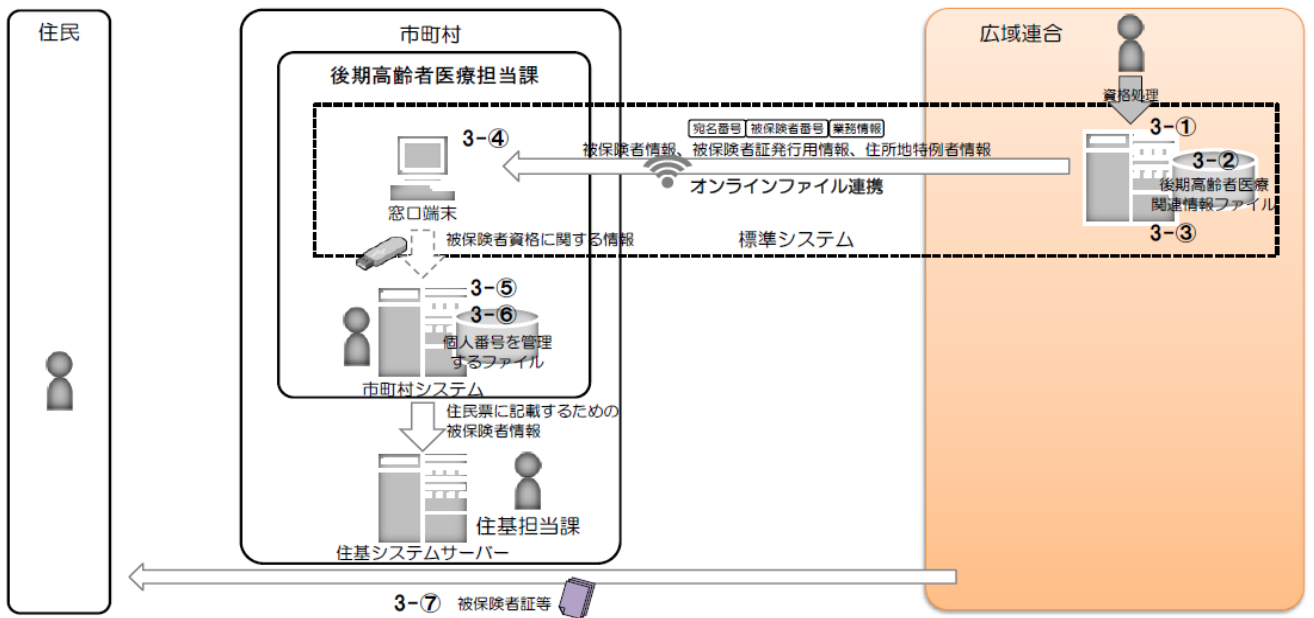 住民
市町村
後期高齢者医療担当課
広域連合
資格処理
3-①
3-②
後期高齢者医療
関連情報ファイル
3-③
宛名番号 被保険者番号 業務情報
被保険者情報、被保険者証発行用情報、住所地特例者情報
オンラインファイル連携
標準システム
3-④
窓口端末
被保険者資格に関する情報
3-⑤
3-⑥
個人番号を管理
するファイル
市町村システム
住民票に記載するための
被保険者情報
住基担当課
住基システムサーバー
3-⑦ 被保険者証等